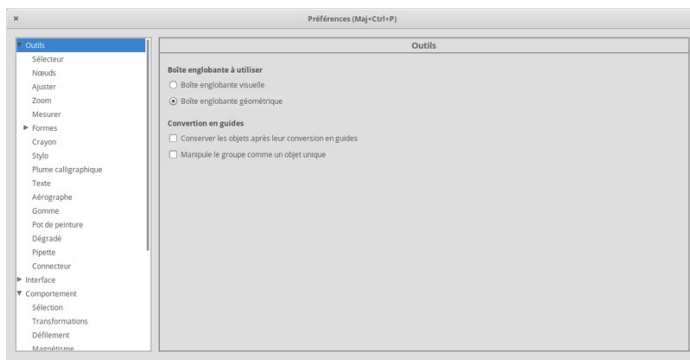 Préférences (Maj+Ctrl+P)
Outils
Sélecteur
Nœuds
Ajuster
Zoom
Mesurer
Formes
Crayon
Stylo
Plume calligraphique
Texte
Aérographe
Gomme
Pot de peinture
Dégradé
Pipette
Connecteur
Interface
Comportement
Sélection
Transformations
Défilement
Magnétisme
Outils
Boîte englobante à utiliser
Boîte englobante visuelle
Boîte englobante géométrique
Convertion en guides
Conserver les objets après leur conversion en guides
Manipule le groupe comme un objet unique